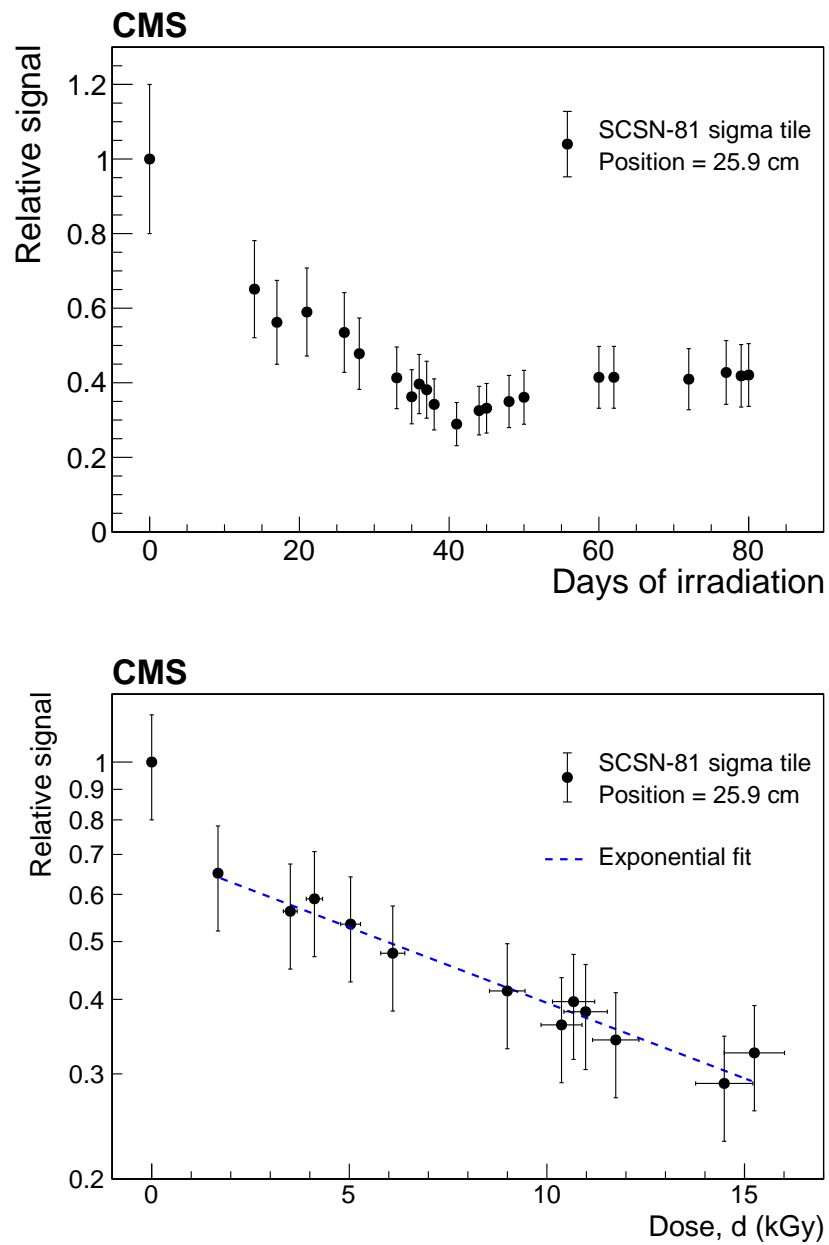 CMS
Relative signal
1.2
1
0.8
0.6
0.4
0.2
0
SCSN-81 sigma tile
Position = 25.9 cm
0 20 40 60 80
Days of irradiation
CMS
Relative signal
1
0.9
0.8
0.7
0.6
0.5
0.4
0.3
0.2
SCSN-81 sigma tile
Position = 25.9 cm
Exponential fit
0 5 10 15
Dose, d (kGy)